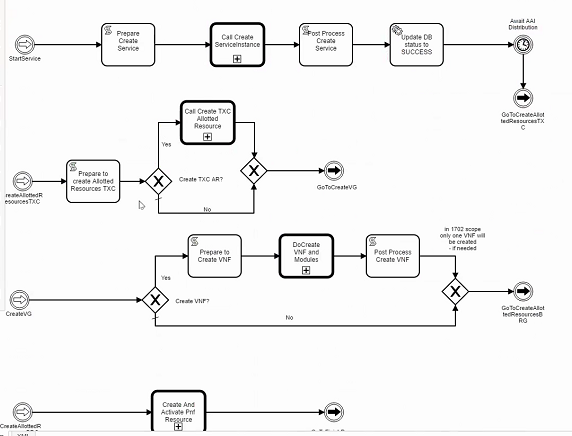 Prepare
Create
Service
Call Create
ServiceInstance
Post Process
Create
Service
Update DB
status to
SUCCESS
Await AAI
Distribution
StartService
GoToCreateAllot
tedResourcesTX
C
Call Create TXC
Allotted
Resource
Yes
Prepare to
create Allotted
Resources TXC
Create TXC AR?
GoToCreateVG
reateAllottedR
esourcesTXC
No
in 1702 scope
only one VNF will
be created
- if needed
Prepare to
Create VNF
DoCreate
VNF and
Modules
Post Process
Create VNF
Yes
Create VNF?
CreateVG
GoToCreateAllot
tedResourcesB
RG
No
Create And
Activate Pnf
Resource
CreateAllottedR